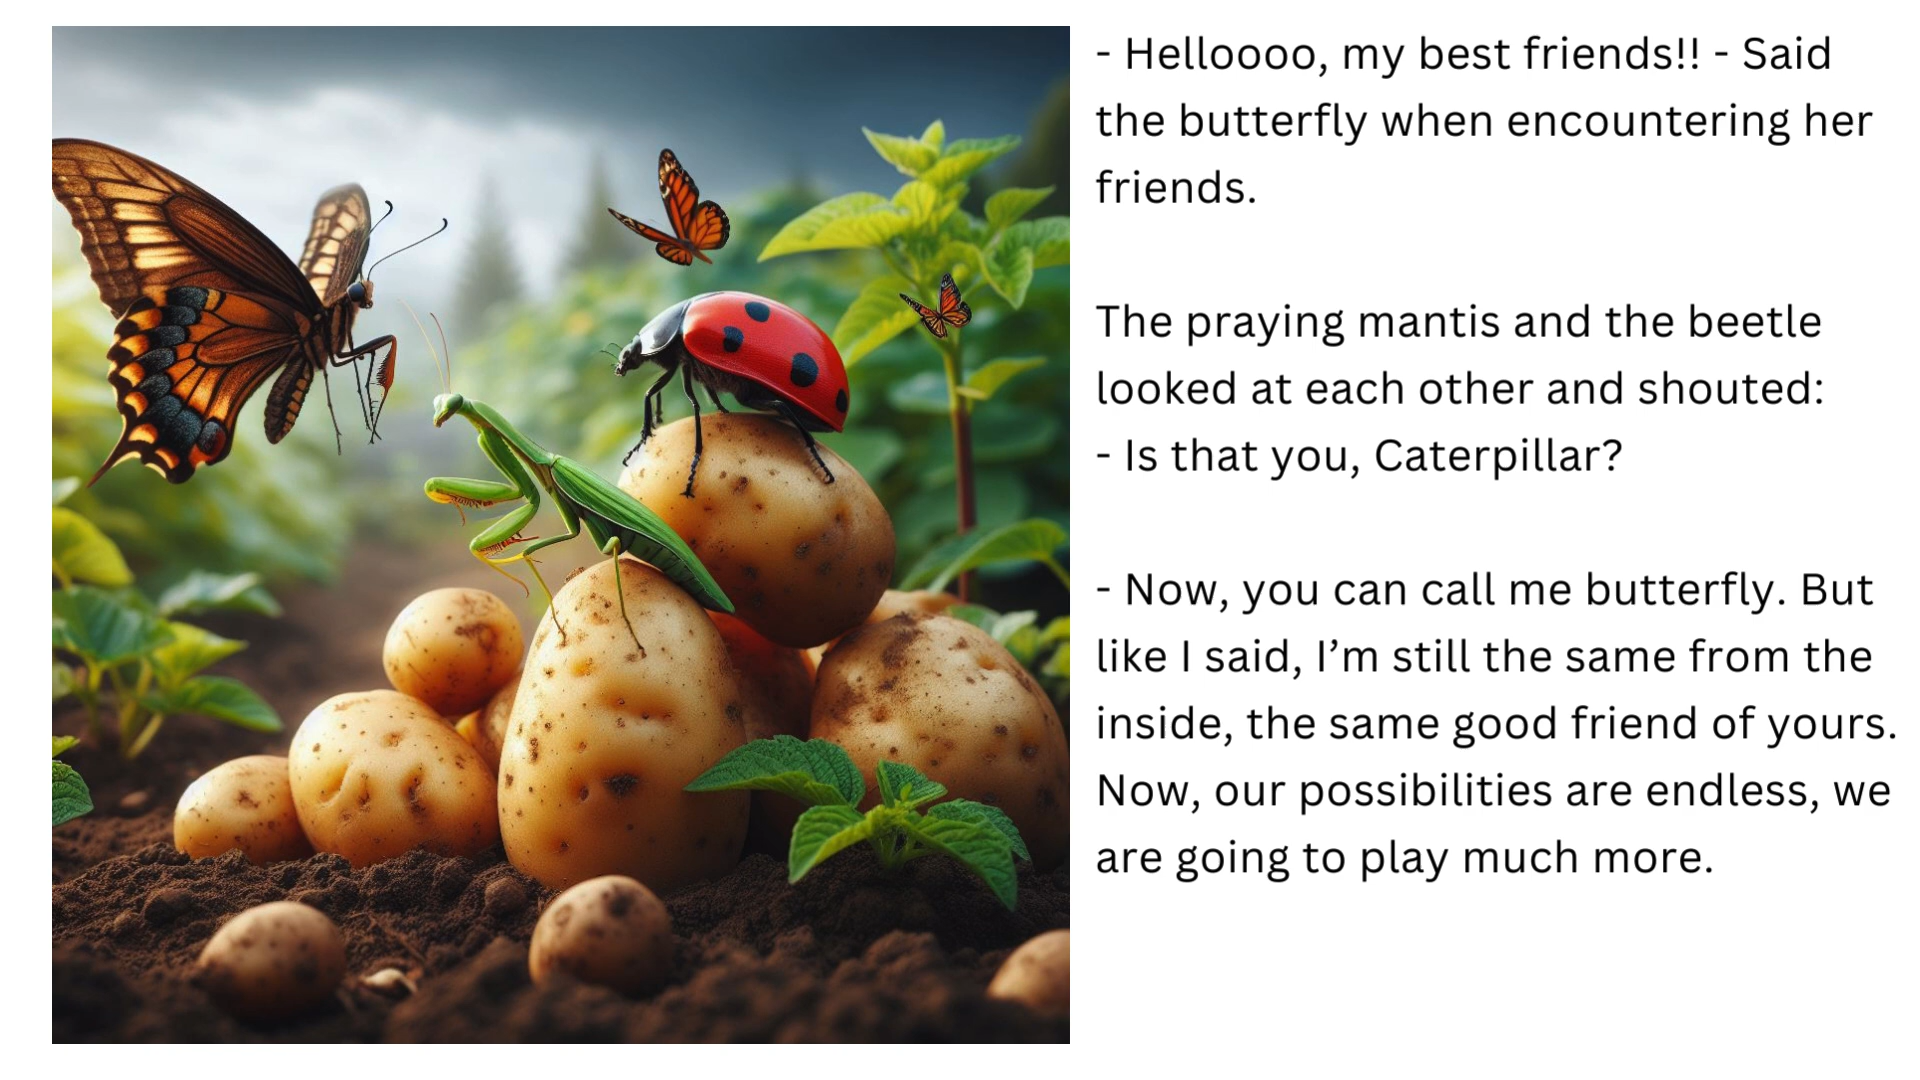 - Helloooo, my best friends!! - Said
the butterfly when encountering her
friends.
The praying mantis and the beetle
looked at each other and shouted:
- Is that you, Caterpillar?
- Now, you can call me butterfly. But
like I said, I’m still the same from the
inside, the same good friend of yours.
Now, our possibilities are endless, we
are going to play much more.